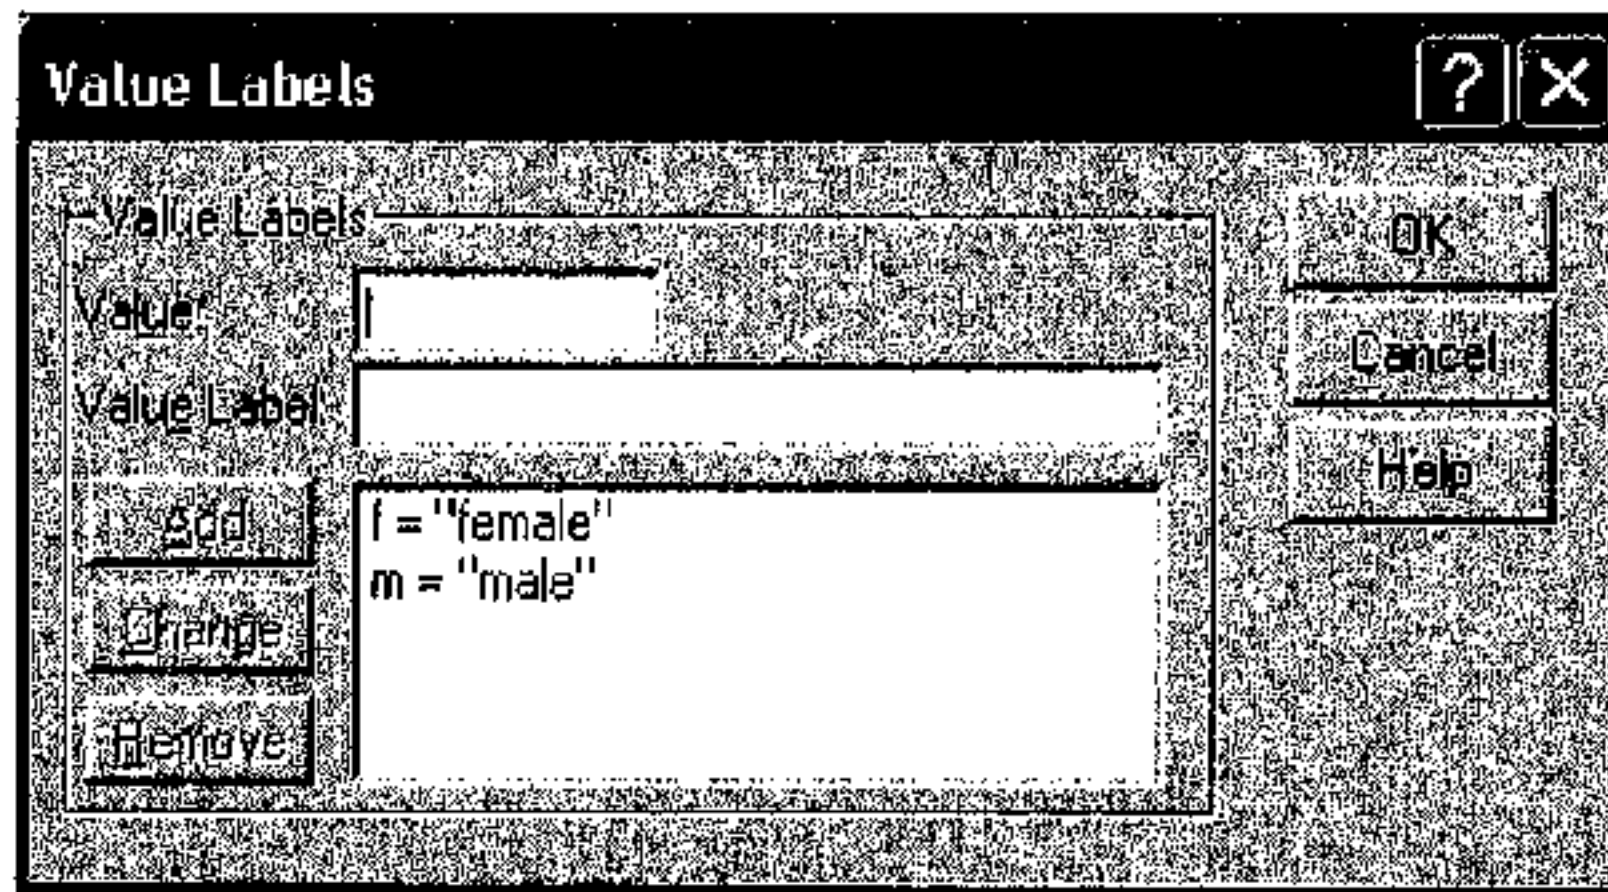 Value Labels ? X
Value Labels
Value:
Value Label
Add
Change
Remove
f = "female"
m = "male"
OK
Cancel
Help